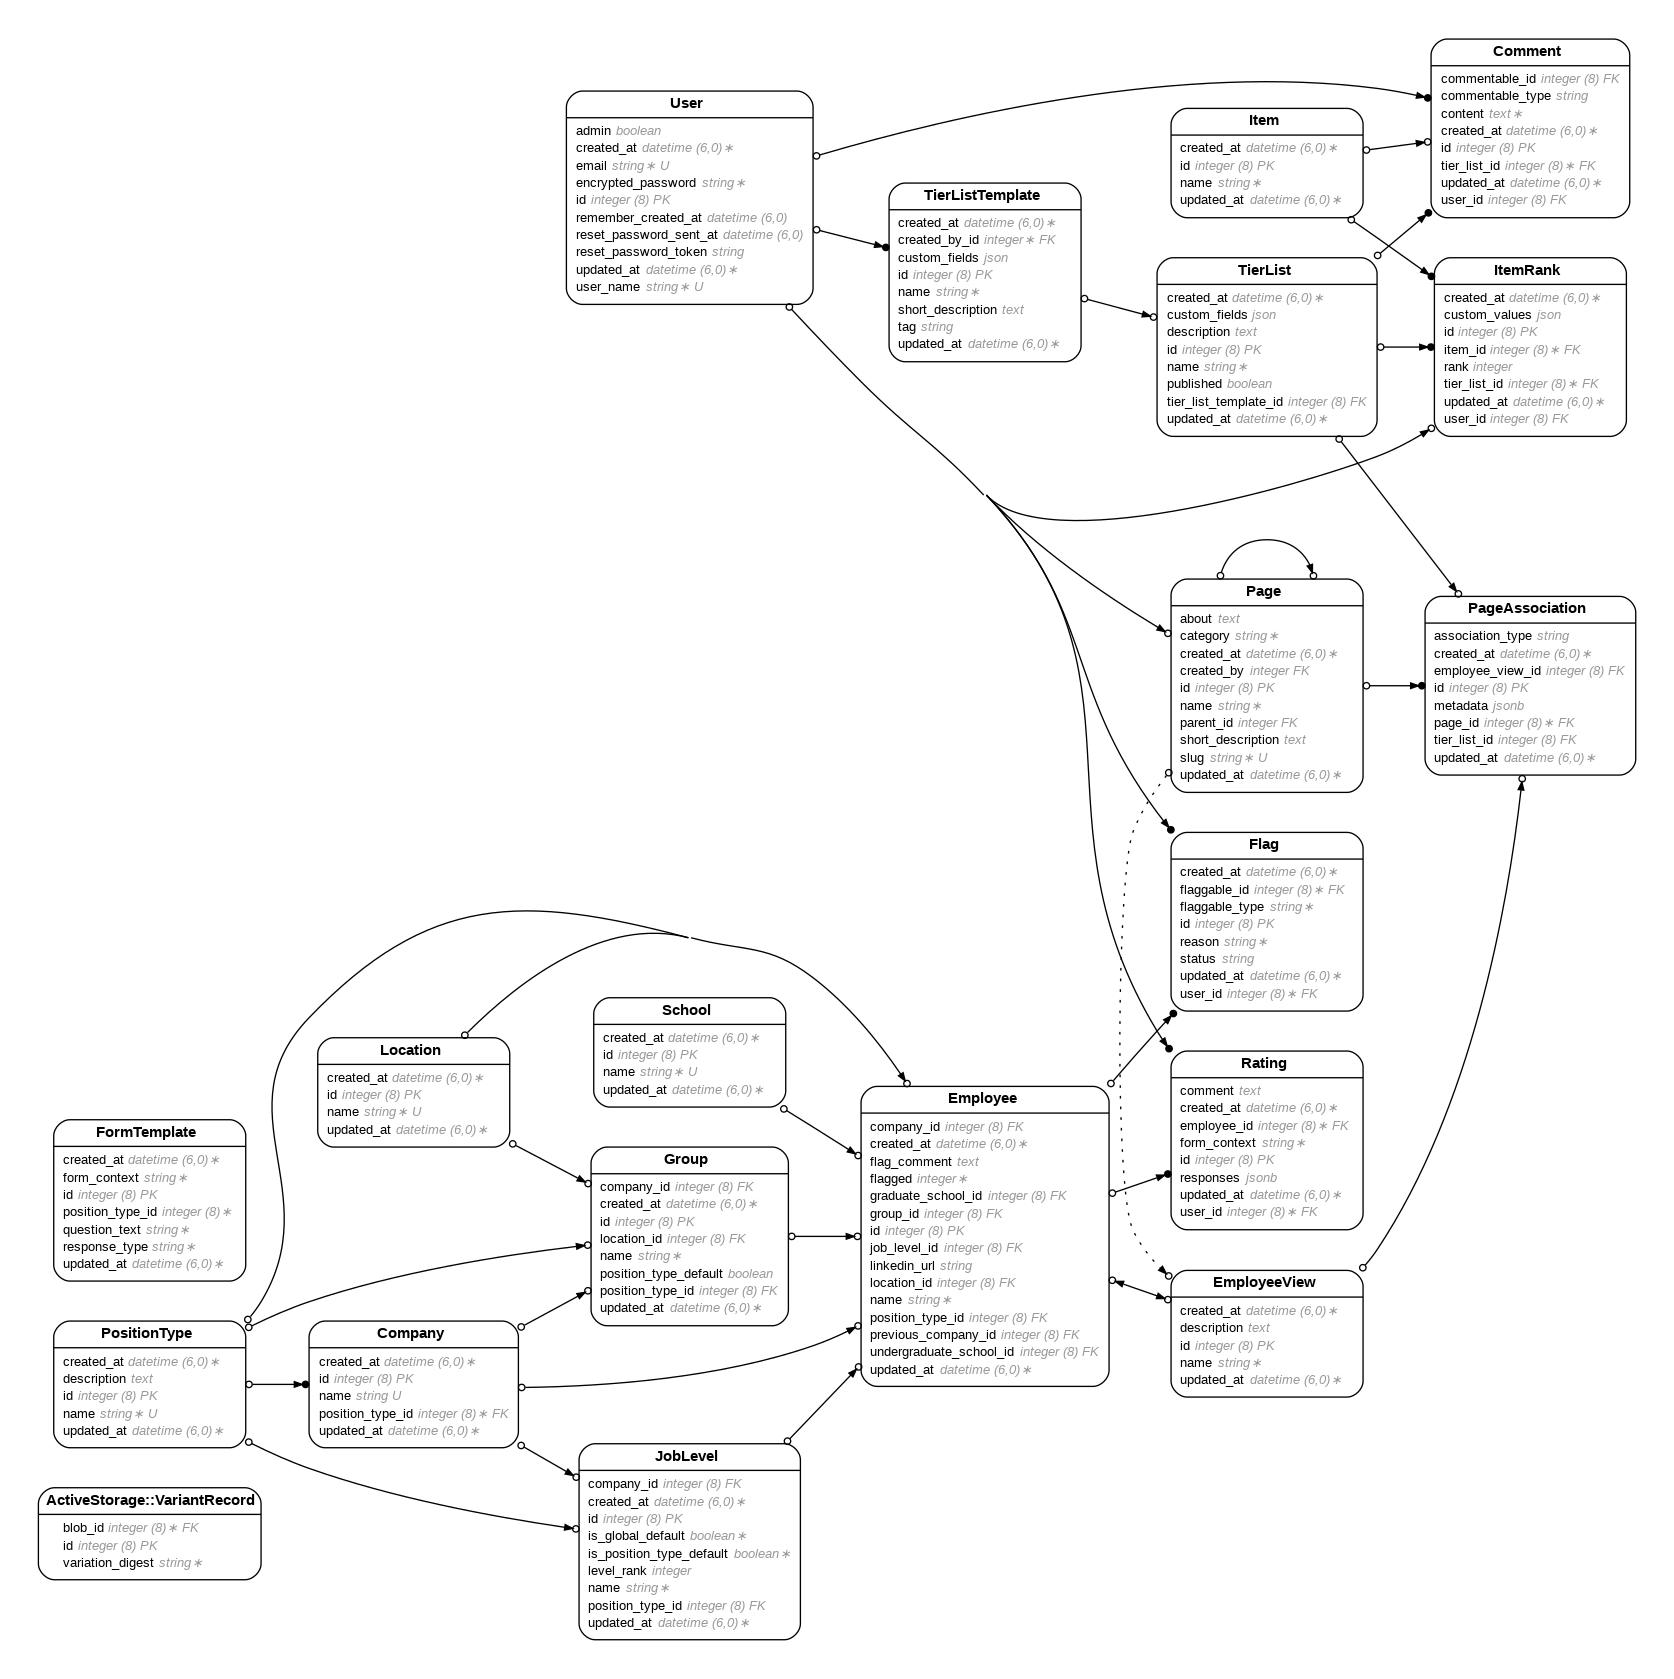 User
admin boolean
created_at datetime (6,0)∗
email string∗ U
encrypted_password string∗
id integer (8) PK
remember_created_at datetime (6,0)
reset_password_sent_at datetime (6,0)
reset_password_token string
updated_at datetime (6,0)∗
user_name string∗ U
TierListTemplate
created_at datetime (6,0)∗
created_by_id integer∗ FK
custom_fields json
id integer (8) PK
name string∗
short_description text
tag string
updated_at datetime (6,0)∗
Item
created_at datetime (6,0)∗
id integer (8) PK
name string∗
updated_at datetime (6,0)∗
Comment
commentable_id integer (8) FK
commentable_type string
content text∗
created_at datetime (6,0)∗
id integer (8) PK
tier_list_id integer (8)∗ FK
updated_at datetime (6,0)∗
user_id integer (8) FK
TierList
created_at datetime (6,0)∗
custom_fields json
description text
id integer (8) PK
name string∗
published boolean
tier_list_template_id integer (8) FK
updated_at datetime (6,0)∗
ItemRank
created_at datetime (6,0)∗
custom_values json
id integer (8) PK
item_id integer (8)∗ FK
rank integer
tier_list_id integer (8)∗ FK
updated_at datetime (6,0)∗
user_id integer (8) FK
Page
about text
category string∗
created_at datetime (6,0)∗
created_by integer FK
id integer (8) PK
name string∗
parent_id integer FK
short_description text
slug string∗ U
updated_at datetime (6,0)∗
PageAssociation
association_type string
created_at datetime (6,0)∗
employee_view_id integer (8) FK
id integer (8) PK
metadata jsonb
page_id integer (8)∗ FK
tier_list_id integer (8) FK
updated_at datetime (6,0)∗
Flag
created_at datetime (6,0)∗
flaggable_id integer (8)∗ FK
flaggable_type string∗
id integer (8) PK
reason string∗
status string
updated_at datetime (6,0)∗
user_id integer (8)∗ FK
School
created_at datetime (6,0)∗
id integer (8) PK
name string∗ U
updated_at datetime (6,0)∗
Location
created_at datetime (6,0)∗
id integer (8) PK
name string∗ U
updated_at datetime (6,0)∗
Rating
comment text
created_at datetime (6,0)∗
employee_id integer (8)∗ FK
form_context string∗
id integer (8) PK
responses jsonb
updated_at datetime (6,0)∗
user_id integer (8)∗ FK
Employee
company_id integer (8) FK
created_at datetime (6,0)∗
flag_comment text
flagged integer∗
graduate_school_id integer (8) FK
group_id integer (8) FK
id integer (8) PK
job_level_id integer (8) FK
linkedin_url string
location_id integer (8) FK
name string∗
position_type_id integer (8) FK
previous_company_id integer (8) FK
undergraduate_school_id integer (8) FK
updated_at datetime (6,0)∗
FormTemplate
created_at datetime (6,0)∗
form_context string∗
id integer (8) PK
position_type_id integer (8)∗
question_text string∗
response_type string∗
updated_at datetime (6,0)∗
Group
company_id integer (8) FK
created_at datetime (6,0)∗
id integer (8) PK
location_id integer (8) FK
name string∗
position_type_default boolean
position_type_id integer (8) FK
updated_at datetime (6,0)∗
EmployeeView
created_at datetime (6,0)∗
description text
id integer (8) PK
name string∗
updated_at datetime (6,0)∗
PositionType
created_at datetime (6,0)∗
description text
id integer (8) PK
name string∗ U
updated_at datetime (6,0)∗
Company
created_at datetime (6,0)∗
id integer (8) PK
name string U
position_type_id integer (8)∗ FK
updated_at datetime (6,0)∗
JobLevel
company_id integer (8) FK
created_at datetime (6,0)∗
id integer (8) PK
is_global_default boolean∗
is_position_type_default boolean∗
level_rank integer
name string∗
position_type_id integer (8) FK
updated_at datetime (6,0)∗
ActiveStorage::VariantRecord
blob_id integer (8)∗ FK
id integer (8) PK
variation_digest string∗